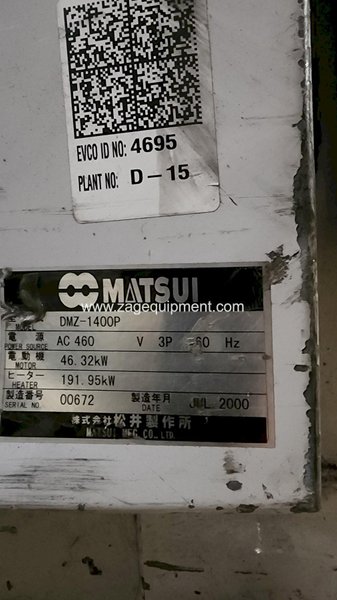 EVCO ID NO: 4695
PLANT NO: D-15
MATSUI
www.zagequipment.com
MODEL DMZ-1400P
電源 POWER SOURCE AC 460 V 3P 60 Hz
電動機 MOTOR 46.32kW
ヒーター HEATER 191.95kW
製造番号 SERIAL NO. 00672 製造年月 DATE JUL. 2000
株式会社 松井製作所
MATSUI MFG CO., LTD.